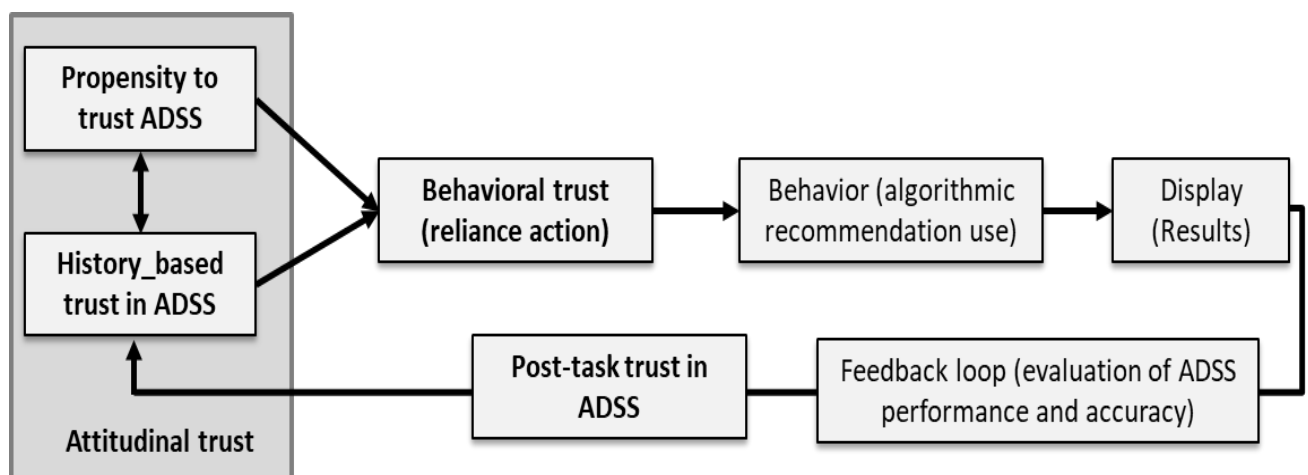 Propensity to
trust ADSS
History_based
trust in ADSS
Attitudinal trust
Behavioral trust
(reliance action)
Behavior (algorithmic
recommendation use)
Display
(Results)
Feedback loop (evaluation of ADSS
performance and accuracy)
Post-task trust in
ADSS